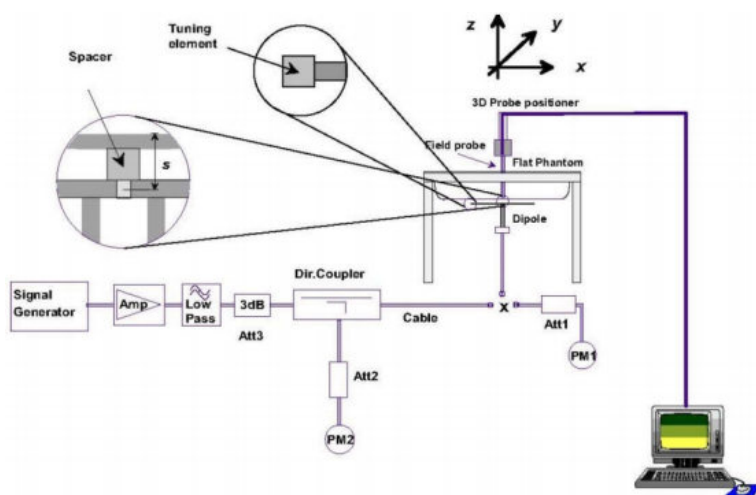 Tuning
element
Spacer
s
z
y
x
3D Probe positioner
Field probe
Flat Phantom
Dipole
Dir.Coupler
Signal
Generator
Amp
Low
Pass
3dB
Att3
Cable
x
Att1
PM1
Att2
PM2